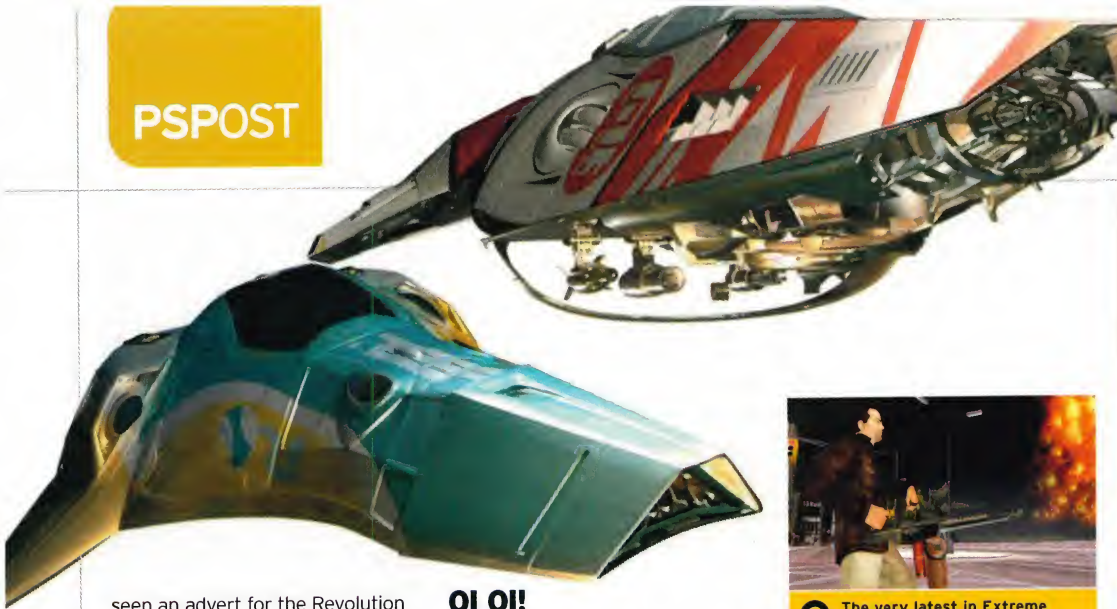 PSPOST
seen an advert for the Revolution
OI OI!
The very latest in Extreme